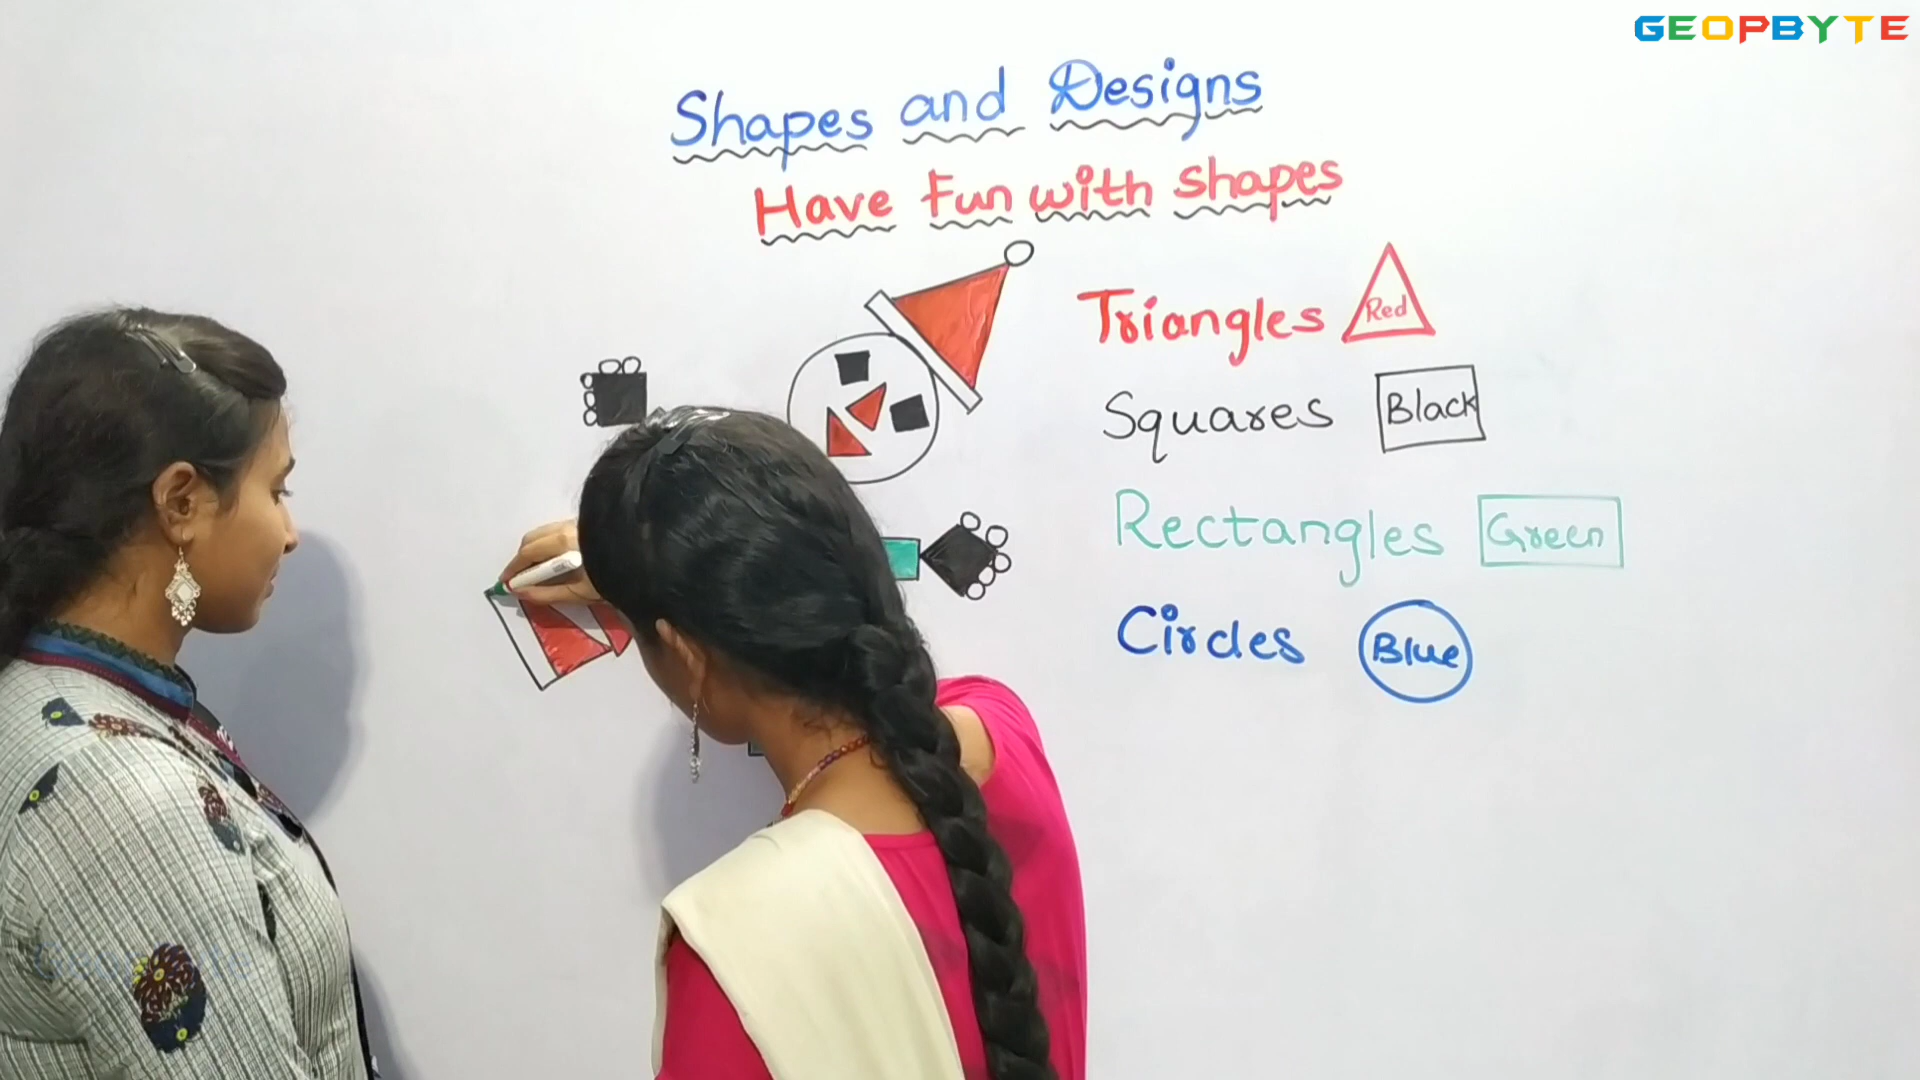 GEOPBYTE
Shapes and Designs
Have Fun with shapes
Triangles Red
Squares Black
Rectangles Green
Circles Blue